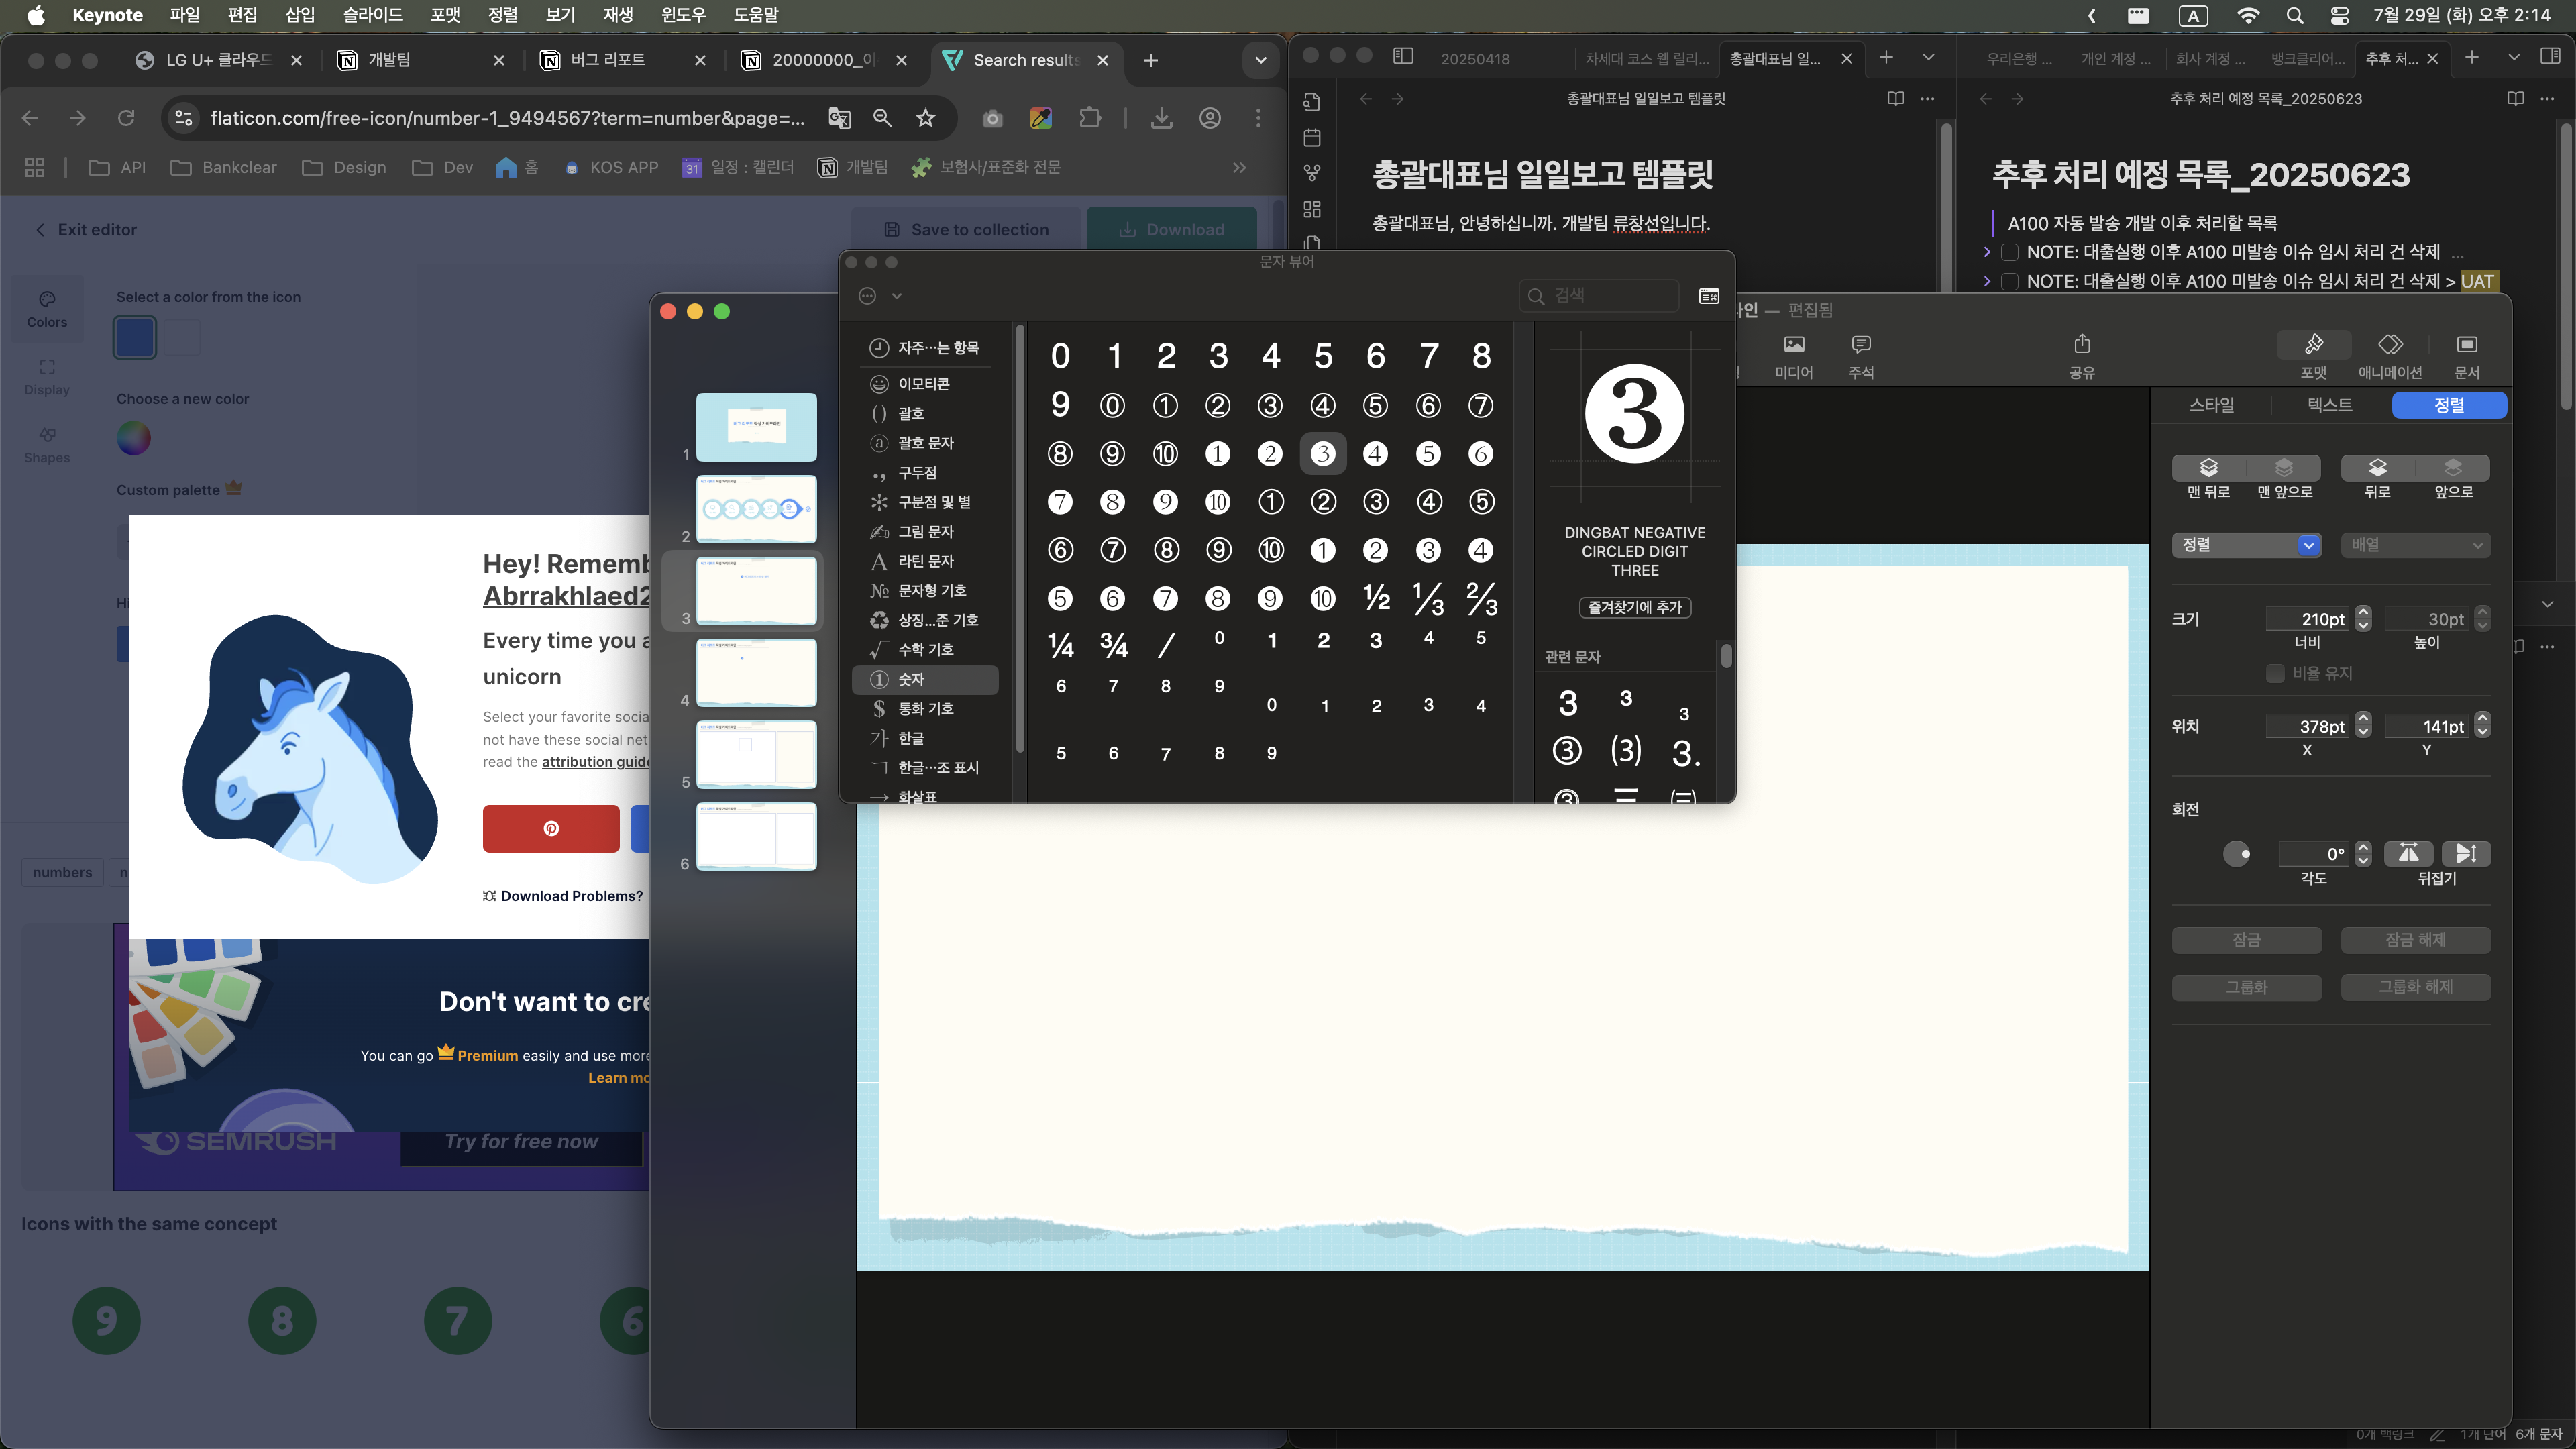 Keynote 파일 편집 삽입 슬라이드 포맷 정렬 보기 재생 윈도우 도움말
A 7월 29일 (화) 오후 2:14
LG U+ 클라우드
개발팀
버그 리포트
20000000_이
Search results
flaticon.com/free-icon/number-1_9494567?term=number&page=...
API Bankclear Design Dev 홈 KOS APP 31 일정 : 캘린더 개발팀 보험사/표준화 전문
Exit editor
Save to collection
Download
Colors
Display
Shapes
Select a color from the icon
Choose a new color
Custom palette
Hey! Rememb
Abrrakhlaed2
Every time you a
unicorn
Select your favorite socia
not have these social net
read the attribution guide
Download Problems?
numbers
Don't want to cre
You can go Premium easily and use more
Learn mo
SEMRUSH
Try for free now
Icons with the same concept
9 8 7 6
20250418
차세대 코스 웹 릴리...
총괄대표님 일...
총괄대표님 일일보고 템플릿
총괄대표님 일일보고 템플릿
총괄대표님, 안녕하십니까. 개발팀 류창선입니다.
우리은행 ...
개인 계정 ...
회사 계정 ...
뱅크클리어...
추후 처...
추후 처리 예정 목록_20250623
추후 처리 예정 목록_20250623
A100 자동 발송 개발 이후 처리할 목록
NOTE: 대출실행 이후 A100 미발송 이슈 임시 처리 건 삭제 ...
NOTE: 대출실행 이후 A100 미발송 이슈 임시 처리 건 삭제 > UAT
문자 뷰어
검색
자주⋯는 항목
이모티콘
() 괄호
ⓐ 괄호 문자
., 구두점
구분점 및 별
그림 문자
A 라틴 문자
№ 문자형 기호
상징...준 기호
√ 수학 기호
① 숫자
$ 통화 기호
가 한글
ㄱ 한글⋯조 표시
→ 화살표
0 1 2 3 4 5 6 7 8
9 ⓪ ① ② ③ ④ ⑤ ⑥ ⑦
⑧ ⑨ ⑩ ❶ ❷ ❸ ❹ ❺ ❻
❼ ❽ ❾ ❿ ➀ ➁ ➂ ➃ ➄
➅ ➆ ➇ ➈ ➉ ➊ ➋ ➌ ➍
➎ ➏ ➐ ➑ ➒ ➓ ½ ⅓ ⅔
¼ ¾ ⁄ ⁰ ¹ ² ³ ⁴ ⁵
⁶ ⁷ ⁸ ⁹ ₀ ₁ ₂ ₃ ₄
₅ ₆ ₇ ₈ ₉
❸
DINGBAT NEGATIVE
CIRCLED DIGIT
THREE
즐겨찾기에 추가
관련 문자
3 ³ ₃
③ ⑶ ⒊
1
2
3
4
5
6
인 — 편집됨
미디어
주석
공유
포맷
애니메이션
문서
스타일
텍스트
정렬
맨 뒤로 맨 앞으로 뒤로 앞으로
정렬
배열
크기 210pt 30pt
너비 높이
비율 유지
위치 378pt 141pt
X Y
회전
0°
각도 뒤집기
잠금 잠금 해제
그룹화 그룹화 해제
0개 백링크 1개 단어 6개 문자